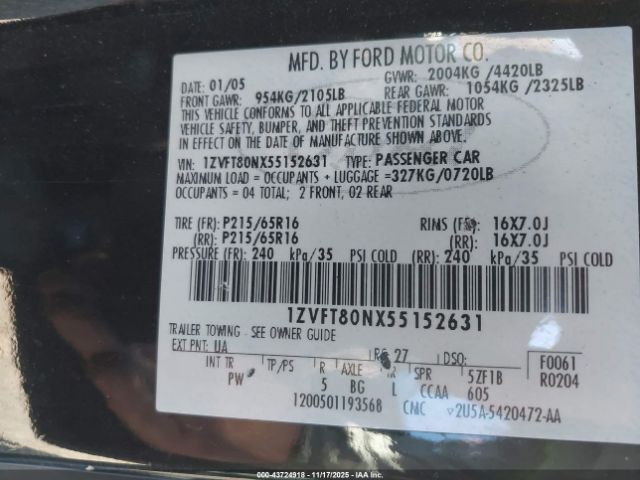 MFD. BY FORD MOTOR CO.
DATE: 01/05 GVWR: 2004KG /4420LB
FRONT GAWR: 954KG/2105LB REAR GAWR: 1054KG /2325LB
THIS VEHICLE CONFORMS TO ALL APPLICABLE FEDERAL MOTOR
VEHICLE SAFETY, BUMPER, AND THEFT PREVENTION STANDARDS
IN EFFECT ON THE DATE OF MANUFACTURE SHOWN ABOVE.
VIN: 1ZVFT80NX55152631 TYPE: PASSENGER CAR
MAXIMUM LOAD = OCCUPANTS + LUGGAGE = 327KG/0720LB
OCCUPANTS = 04 TOTAL; 2 FRONT, 02 REAR
TIRE (FR): P215/65R16 RIMS 16X7.0J
(RR): P215/65R16 (RR): 16X7.0J
PRESSURE (FR): 240 kPa/35 PSI COLD (RR): 240 kPa/35 PSI COLD
1ZVFT80NX55152631
TRAILER TOWING - SEE OWNER GUIDE
EXT PNT: UA 27 DSO: F0061
INT TR TP/PS R AXLE SPR 5ZF1B R0204
PW 5 BG L CCAA 605
1200501193568 CMC 2U5A-5420472-AA
000-43724918 - 11/17/2025 - IAAI.COM